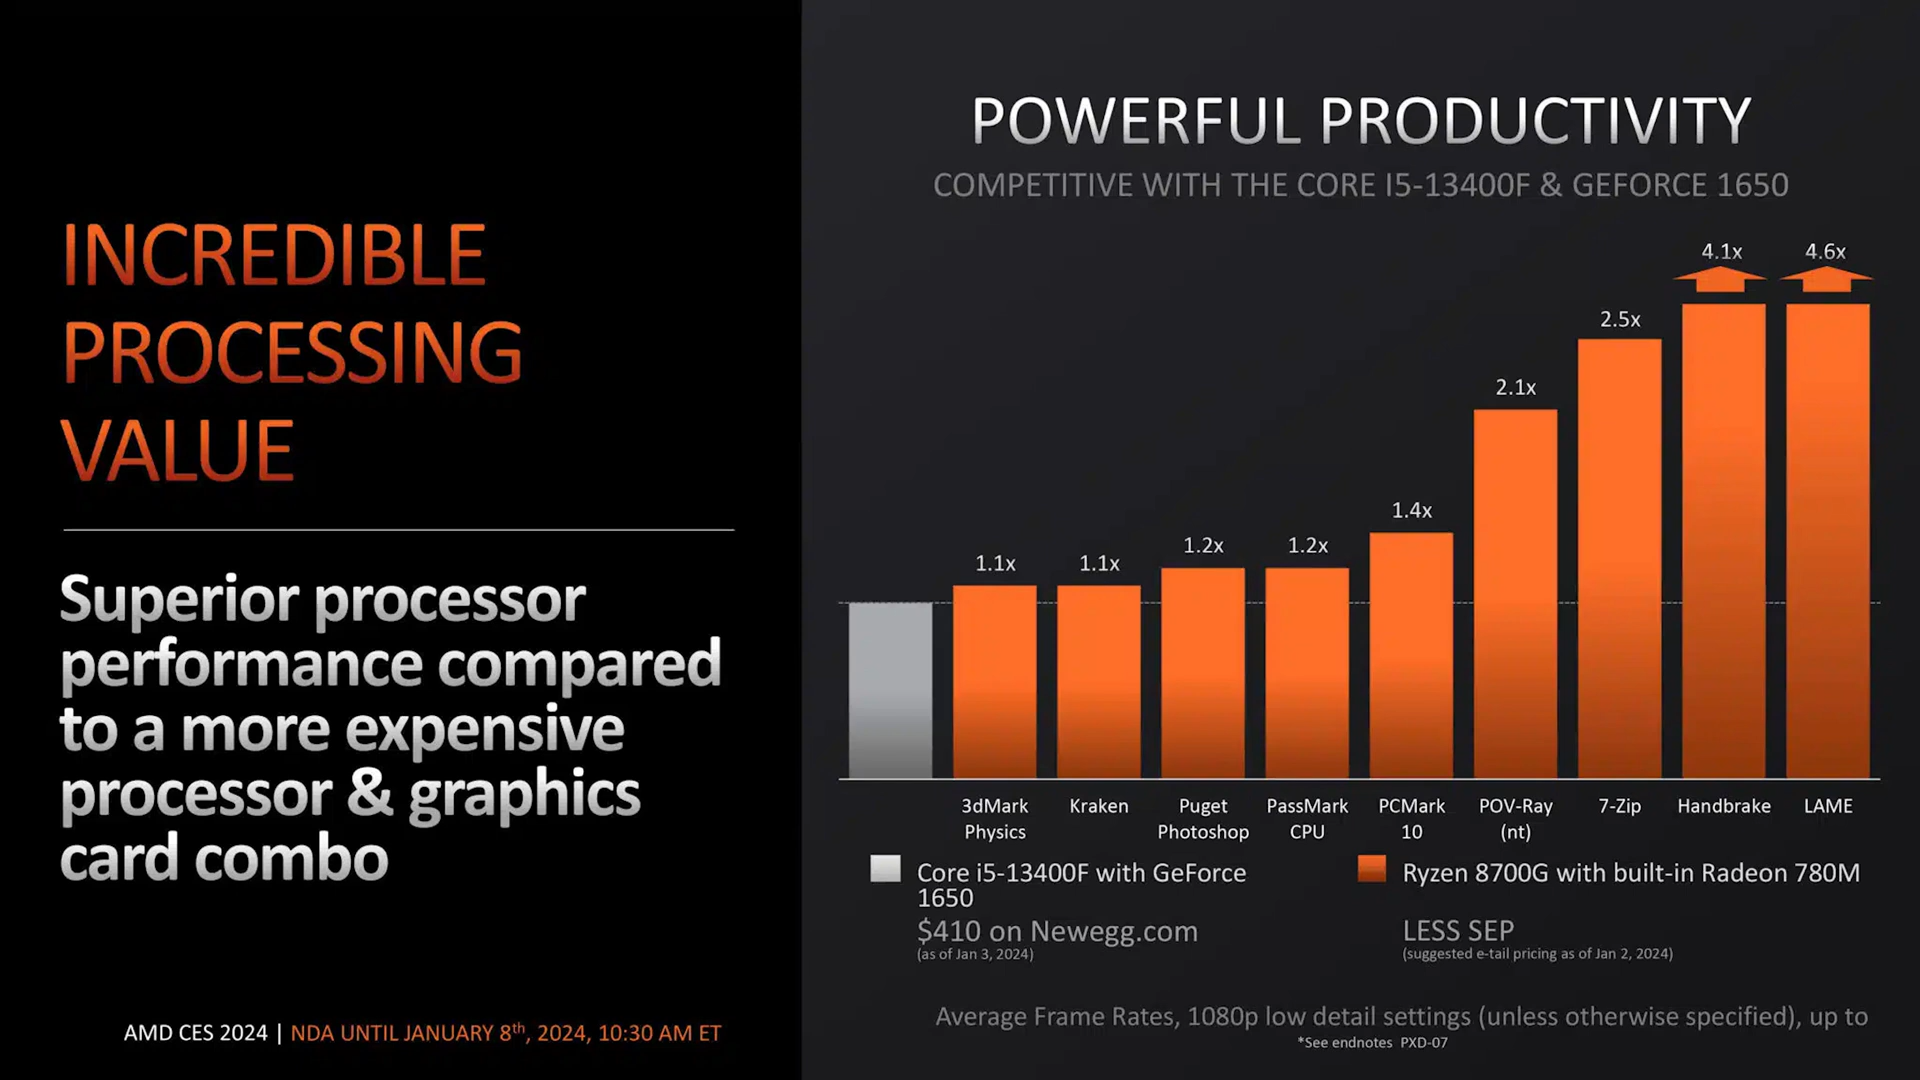 INCREDIBLE
PROCESSING
VALUE
Superior processor
performance compared
to a more expensive
processor & graphics
card combo
AMD CES 2024 | NDA UNTIL JANUARY 8th, 2024, 10:30 AM ET
POWERFUL PRODUCTIVITY
COMPETITIVE WITH THE CORE I5-13400F & GEFORCE 1650
1.1x
1.1x
1.2x
1.2x
1.4x
2.1x
2.5x
4.1x
4.6x
3dMark
Physics
Kraken
Puget
Photoshop
PassMark
CPU
PCMark
10
POV-Ray
(nt)
7-Zip
Handbrake
LAME
Core i5-13400F with GeForce
1650
$410 on Newegg.com
(as of Jan 3, 2024)
Ryzen 8700G with built-in Radeon 780M
LESS SEP
(suggested e-tail pricing as of Jan 2, 2024)
Average Frame Rates, 1080p low detail settings (unless otherwise specified), up to
*See endnotes PXD-07